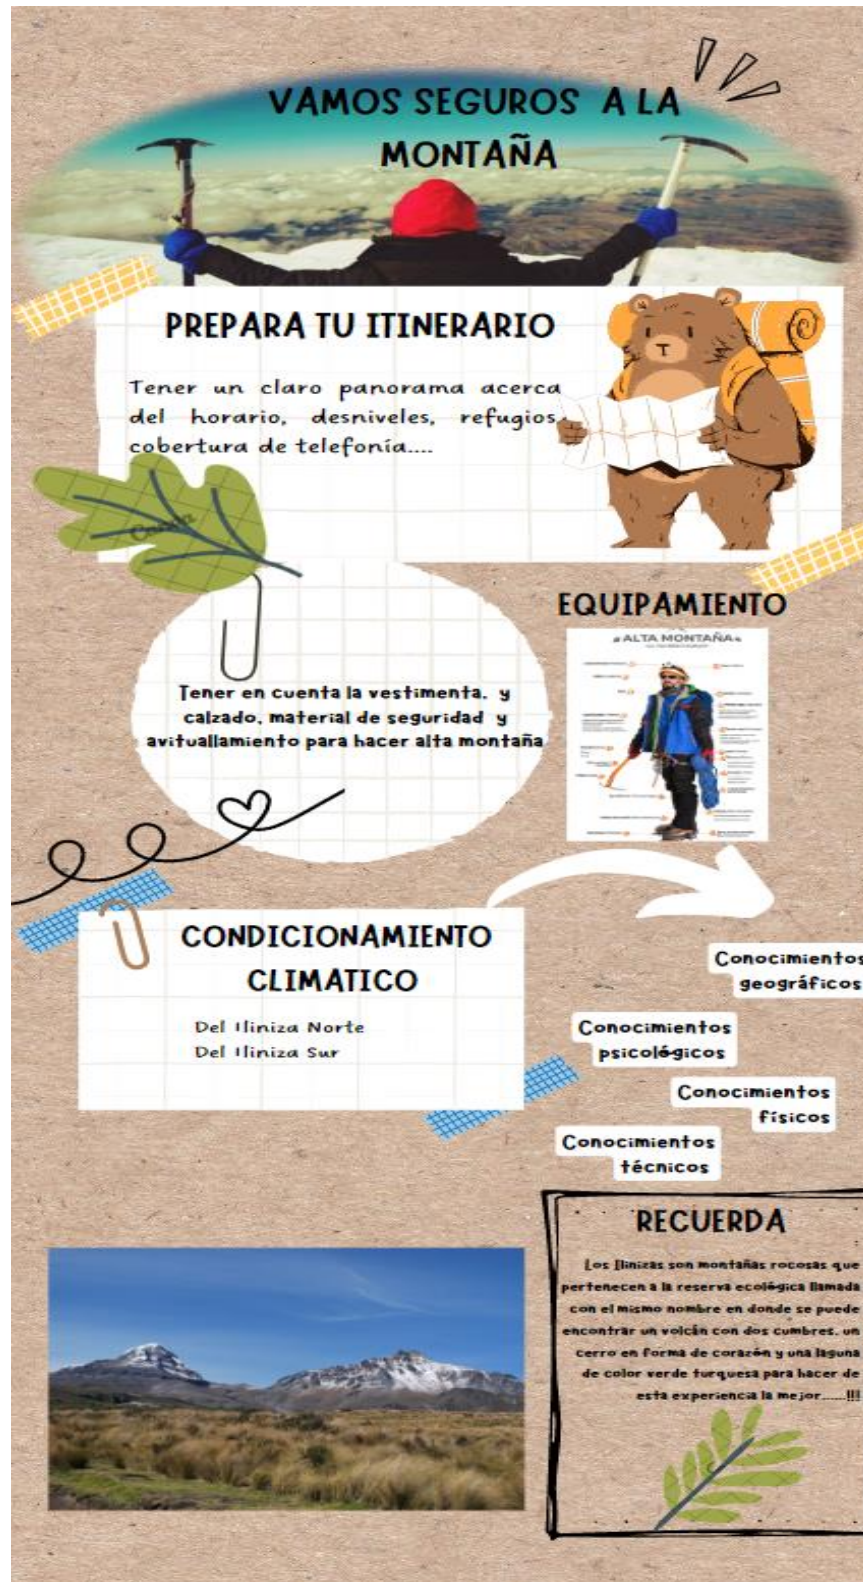 VAMOS SEGUROS A LA
MONTAÑA
PREPARA TU ITINERARIO
Tener un claro panorama acerca
del horario, desniveles, refugios,
cobertura de telefonía....
Canva
EQUIPAMIENTO
ALTA MONTAÑA
Tener en cuenta la vestimenta, y
calzado, material de seguridad y
avituallamiento para hacer alta montaña
CONDICIONAMIENTO
CLIMATICO
Del Iliniza Norte
Del Iliniza Sur
Conocimientos
geográficos
Conocimientos
psicológicos
Conocimientos
físicos
Conocimientos
técnicos
RECUERDA
Los Ilinizas son montañas rocosas que
pertenecen a la reserva ecológica llamada
con el mismo nombre en donde se puede
encontrar un volcán con dos cumbres, un
cerro en forma de corazón y una laguna
de color verde turquesa para hacer de
esta experiencia la mejor......!!!